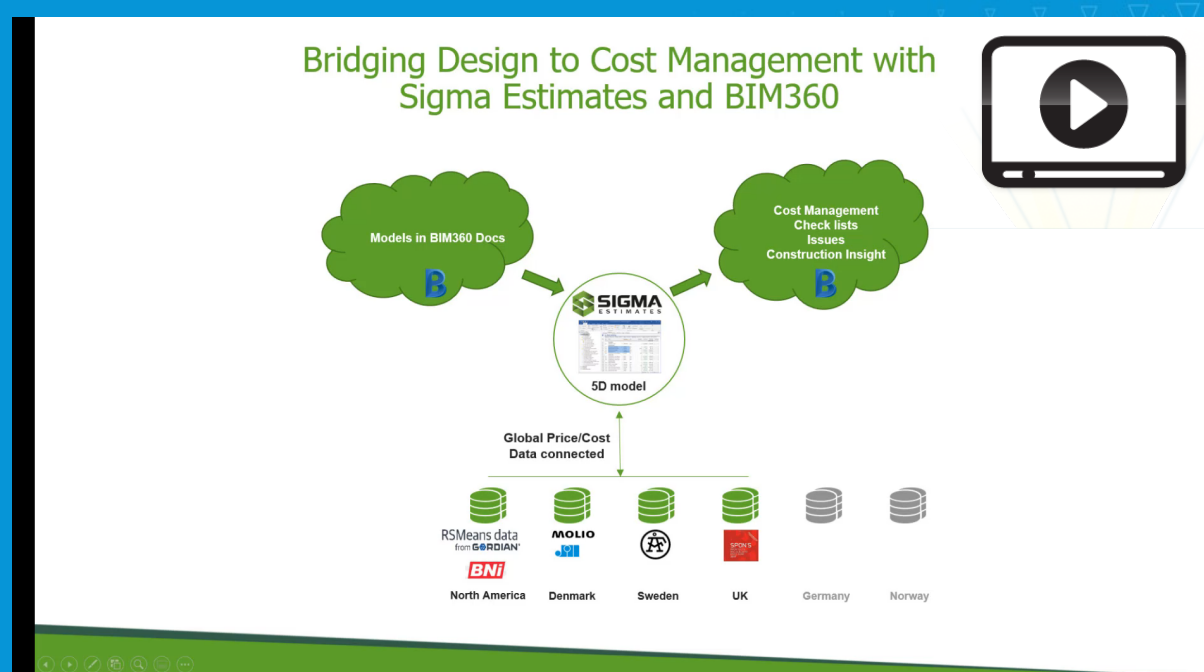 Bridging Design to Cost Management with
Sigma Estimates and BIM360
Models in BIM360 Docs
B
Cost Management
Check lists
Issues
Construction Insight
B
SIGMA
ESTIMATES
5D model
Global Price/Cost
Data connected
RSMeans data
from GORDIAN
BNi
North America
MOLIO
Denmark
Sweden
SPON'S
UK
Germany
Norway